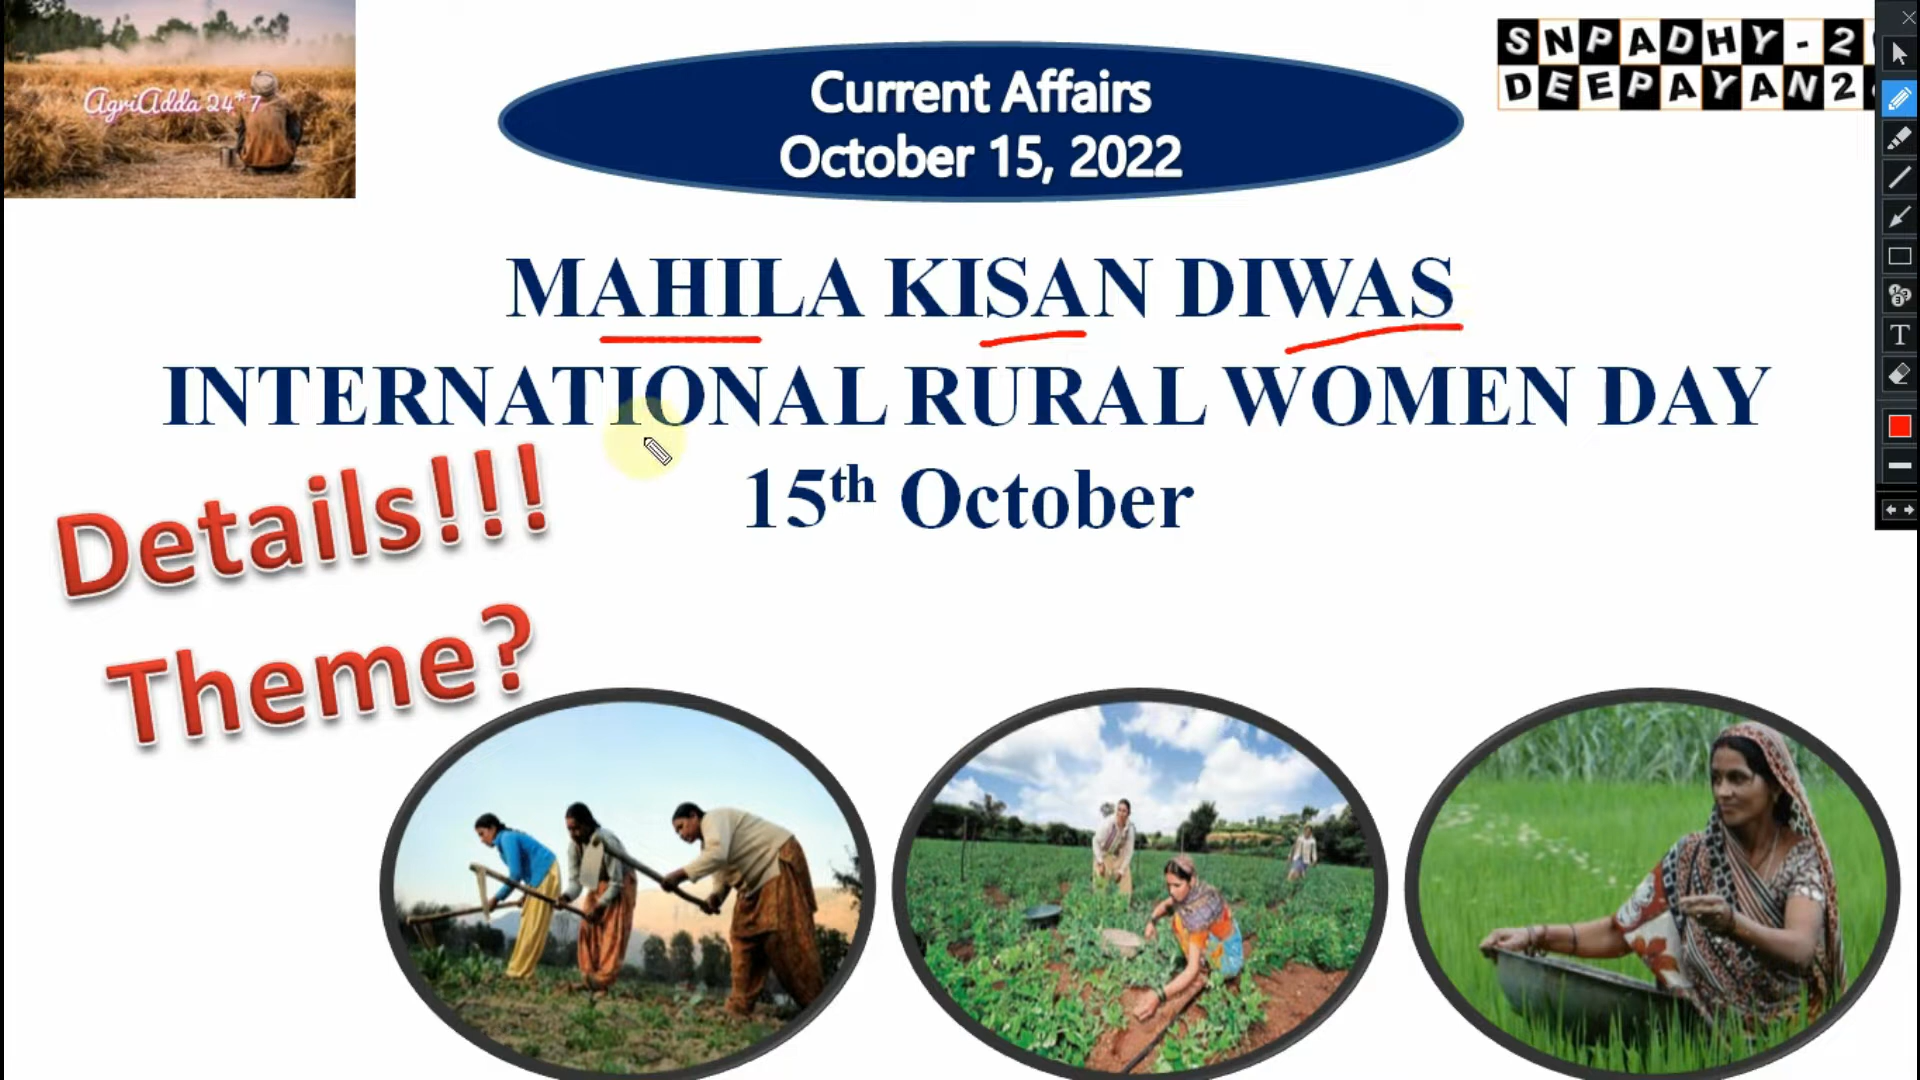 AgriAdda 24*7
Current Affairs
October 15, 2022
SNPADHY-2
DEEPAYAN2
MAHILA KISAN DIWAS
INTERNATIONAL RURAL WOMEN DAY
15th October
Details!!!
Theme?
T